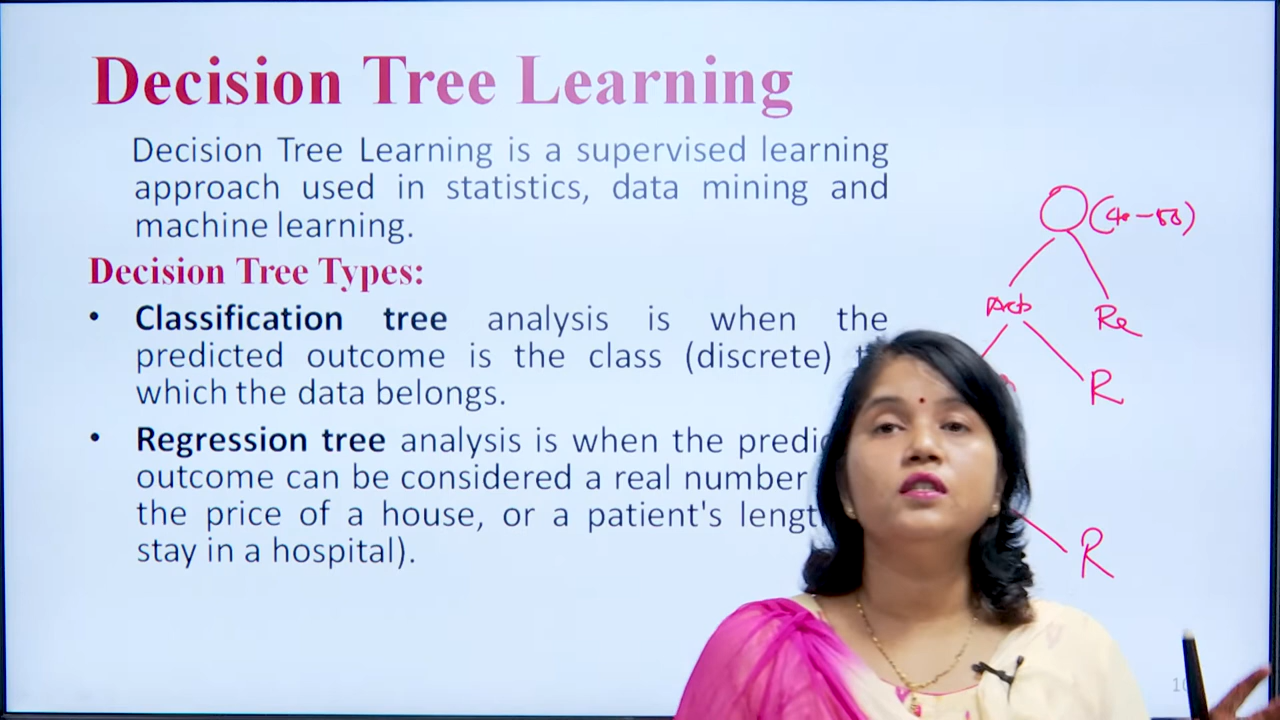 Decision Tree Learning
Decision Tree Learning is a supervised learning
approach used in statistics, data mining and
machine learning.
Decision Tree Types:
• Classification tree analysis is when the
predicted outcome is the class (discrete)
which the data belongs.
• Regression tree analysis is when the
outcome can be considered a real number
the price of a house, or a patient's
stay in a hospital).
Re
R
R